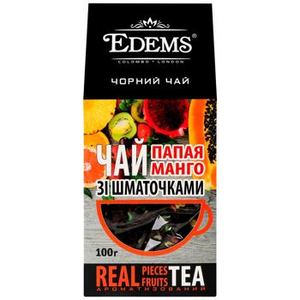 EDEMS®
COLOMBO • LONDON
ЧОРНИЙ ЧАЙ
ЧАЙ ПАПАЯ
МАНГО
ЗІ ШМАТОЧКАМИ
100г
REAL PIECES FRUITS TEA
АРОМАТИЗОВАНИЙ